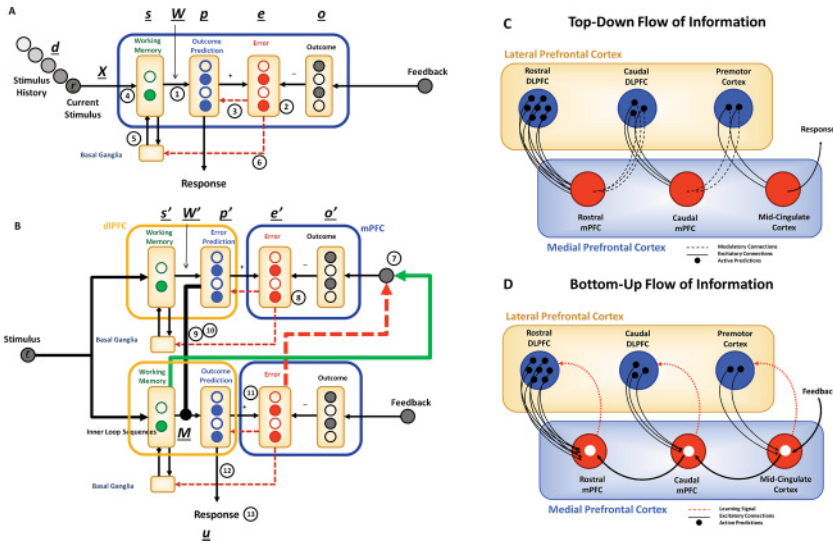 A
s W p e o
Working
Memory
Outcome
Prediction
Error
Outcome
d
Stimulus
History
X
r
Current
Stimulus
Feedback
4
1
+
−
3
2
5
6
Basal Ganglia
Response
B
s' W' p' e' o'
dlPFC
mPFC
Working
Memory
Error
Prediction
Error
Outcome
7
+
−
8
9 10
Basal Ganglia
Stimulus
r
Working
Memory
Outcome
Prediction
Error
Outcome
11
+
−
Feedback
Inner Loop Sequences
M
Basal Ganglia
12
Response 13
u
C
Top-Down Flow of Information
Lateral Prefrontal Cortex
Rostral
DLPFC
Caudal
DLPFC
Premotor
Cortex
Response
Rostral
mPFC
Caudal
mPFC
Mid-Cingulate
Cortex
Medial Prefrontal Cortex
Modulatory Connections
Excitatory Connections
Active Predictions
D
Bottom-Up Flow of Information
Lateral Prefrontal Cortex
Rostral
DLPFC
Caudal
DLPFC
Premotor
Cortex
Feedback
Rostral
mPFC
Caudal
mPFC
Mid-Cingulate
Cortex
Medial Prefrontal Cortex
Learning Signal
Excitatory Connections
Active Predictions